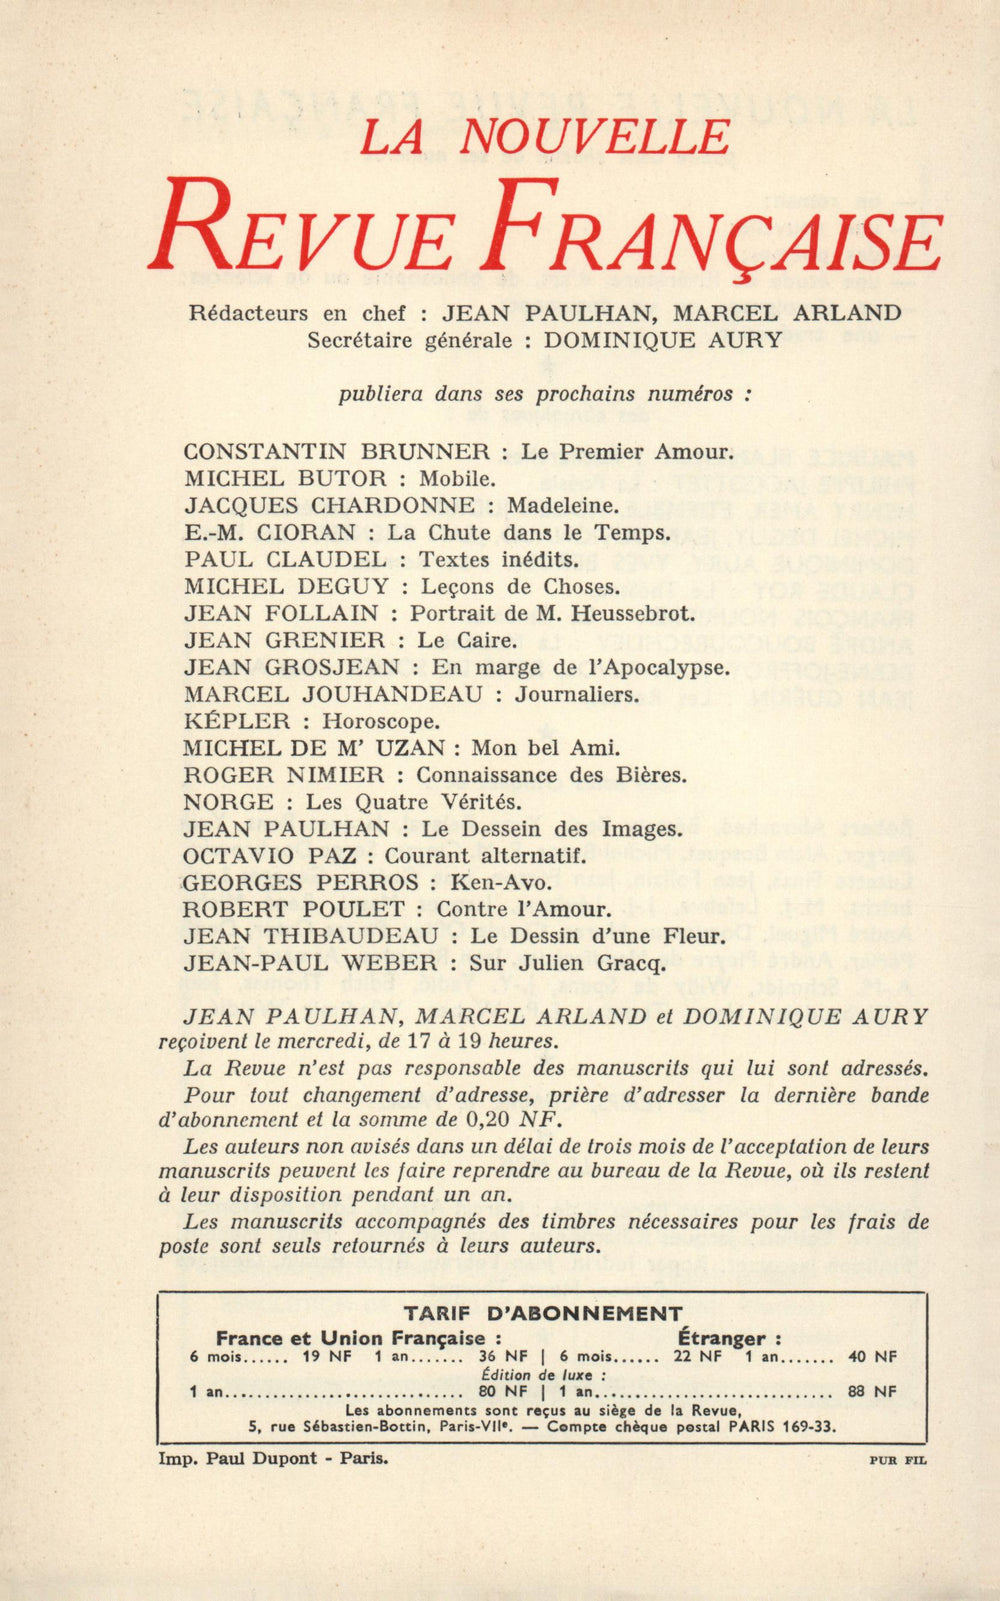 LA NOUVELLE
REVUE FRANÇAISE
Rédacteurs en chef : JEAN PAULHAN, MARCEL ARLAND
Secrétaire générale : DOMINIQUE AURY
publiera dans ses prochains numéros :
CONSTANTIN BRUNNER : Le Premier Amour.
MICHEL BUTOR : Mobile.
JACQUES CHARDONNE : Madeleine.
E.-M. CIORAN : La Chute dans le Temps.
PAUL CLAUDEL : Textes inédits.
MICHEL DEGUY : Leçons de Choses.
JEAN FOLLAIN : Portrait de M. Heussebrot.
JEAN GRENIER : Le Caire.
JEAN GROSJEAN : En marge de l'Apocalypse.
MARCEL JOUHANDEAU : Journaliers.
KÉPLER : Horoscope.
MICHEL DE M' UZAN : Mon bel Ami.
ROGER NIMIER : Connaissance des Bières.
NORGE : Les Quatre Vérités.
JEAN PAULHAN : Le Dessein des Images.
OCTAVIO PAZ : Courant alternatif.
GEORGES PERROS : Ken-Avo.
ROBERT POULET : Contre l'Amour.
JEAN THIBAUDEAU : Le Dessin d'une Fleur.
JEAN-PAUL WEBER : Sur Julien Gracq.
JEAN PAULHAN, MARCEL ARLAND et DOMINIQUE AURY
reçoivent le mercredi, de 17 à 19 heures.
La Revue n'est pas responsable des manuscrits qui lui sont adressés.
Pour tout changement d'adresse, prière d'adresser la dernière bande
d'abonnement et la somme de 0,20 NF.
Les auteurs non avisés dans un délai de trois mois de l'acceptation de leurs
manuscrits peuvent les faire reprendre au bureau de la Revue, où ils restent
à leur disposition pendant un an.
Les manuscrits accompagnés des timbres nécessaires pour les frais de
poste sont seuls retournés à leurs auteurs.
TARIF D'ABONNEMENT
France et Union Française : Étranger :
6 mois...... 19 NF 1 an....... 36 NF | 6 mois...... 22 NF 1 an....... 40 NF
Édition de luxe :
1 an.............................. 80 NF | 1 an.............................. 88 NF
Les abonnements sont reçus au siège de la Revue,
5, rue Sébastien-Bottin, Paris-VIIe. — Compte chèque postal PARIS 169-33.
Imp. Paul Dupont - Paris. PUR FIL